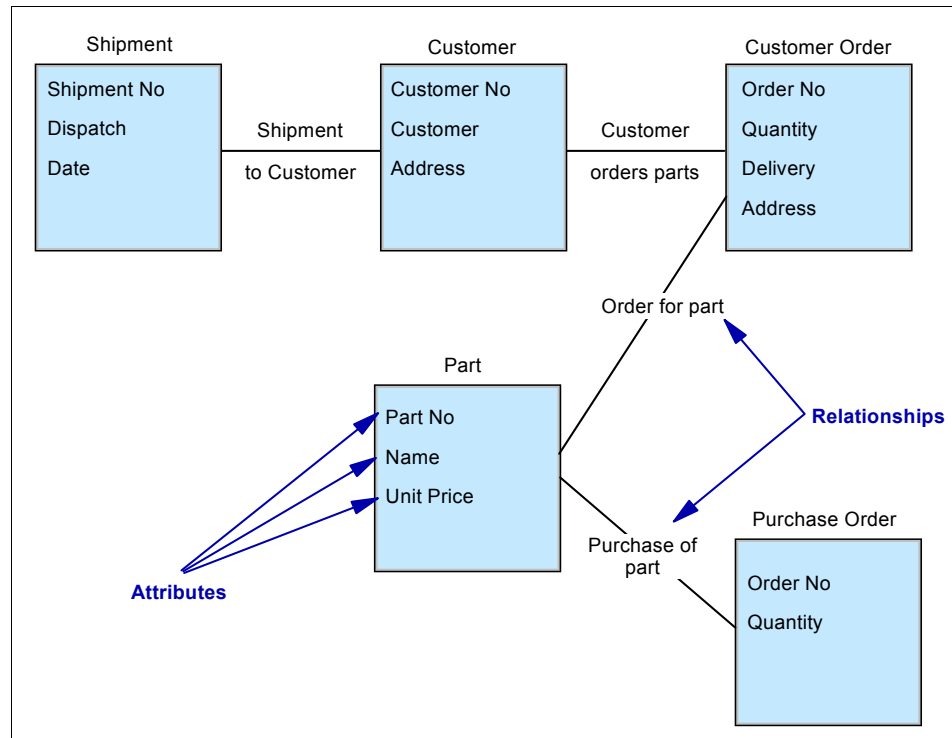 Shipment
Shipment No
Dispatch
Date
Shipment
to Customer
Customer
Customer No
Customer
Address
Customer
orders parts
Customer Order
Order No
Quantity
Delivery
Address
Order for part
Part
Part No
Name
Unit Price
Attributes
Relationships
Purchase of
part
Purchase Order
Order No
Quantity